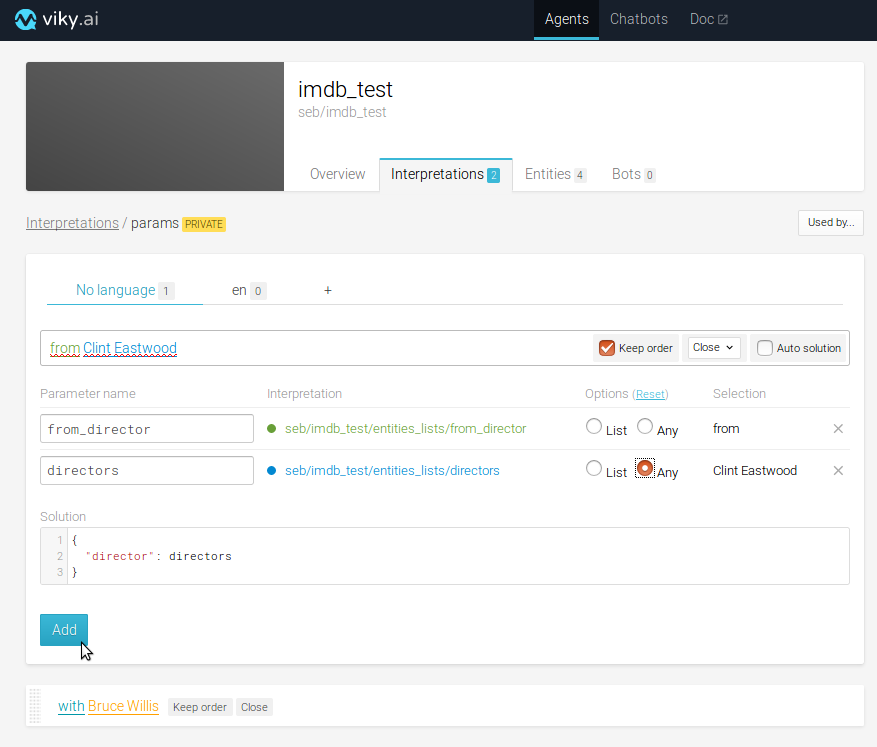 viky.ai
Agents Chatbots Doc
imdb_test
seb/imdb_test
Overview Interpretations 2 Entities 4 Bots 0
Interpretations / params PRIVATE Used by...
No language 1 en 0 +
from Clint Eastwood Keep order Close Auto solution
Parameter name Interpretation Options (Reset) Selection
from_director seb/imdb_test/entities_lists/from_director List Any from
directors seb/imdb_test/entities_lists/directors List Any Clint Eastwood
Solution
1 {
2 "director": directors
3 }
Add
with Bruce Willis Keep order Close